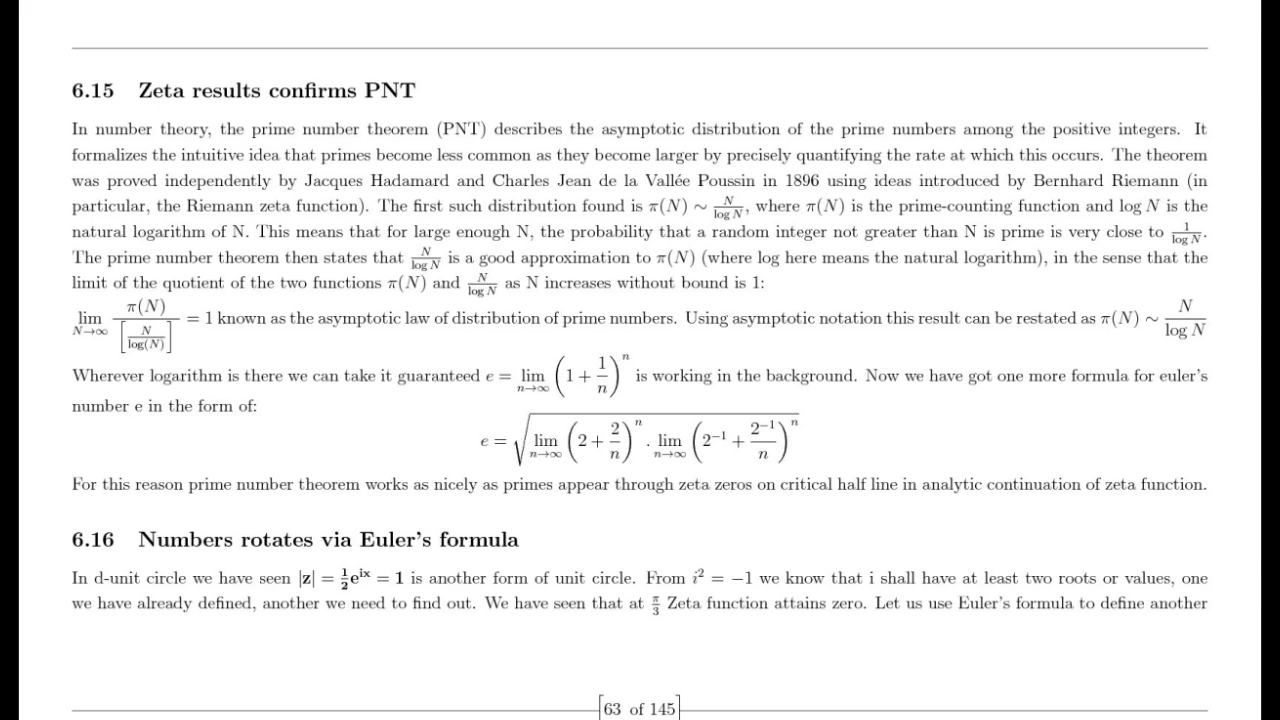 6.15 Zeta results confirms PNT
In number theory, the prime number theorem (PNT) describes the asymptotic distribution of the prime numbers among the positive integers. It
formalizes the intuitive idea that primes become less common as they become larger by precisely quantifying the rate at which this occurs. The theorem
was proved independently by Jacques Hadamard and Charles Jean de la Vallée Poussin in 1896 using ideas introduced by Bernhard Riemann (in
particular, the Riemann zeta function). The first such distribution found is π(N) ∼ N/log N, where π(N) is the prime-counting function and log N is the
natural logarithm of N. This means that for large enough N, the probability that a random integer not greater than N is prime is very close to 1/log N.
The prime number theorem then states that N/log N is a good approximation to π(N) (where log here means the natural logarithm), in the sense that the
limit of the quotient of the two functions π(N) and N/log N as N increases without bound is 1:
lim N→∞ π(N)/[N/log(N)] = 1 known as the asymptotic law of distribution of prime numbers. Using asymptotic notation this result can be restated as π(N) ∼ N/log N
Wherever logarithm is there we can take it guaranteed e = lim n→∞ (1 + 1/n)^n is working in the background. Now we have got one more formula for euler's
number e in the form of:
e = √(lim n→∞ (2 + 2/n)^n . lim n→∞ (2^−1 + 2^−1/n)^n)
For this reason prime number theorem works as nicely as primes appear through zeta zeros on critical half line in analytic continuation of zeta function.
6.16 Numbers rotates via Euler's formula
In d-unit circle we have seen |z| = 1/2 e^ix = 1 is another form of unit circle. From i² = −1 we know that i shall have at least two roots or values, one
we have already defined, another we need to find out. We have seen that at π/3 Zeta function attains zero. Let us use Euler's formula to define another
63 of 145